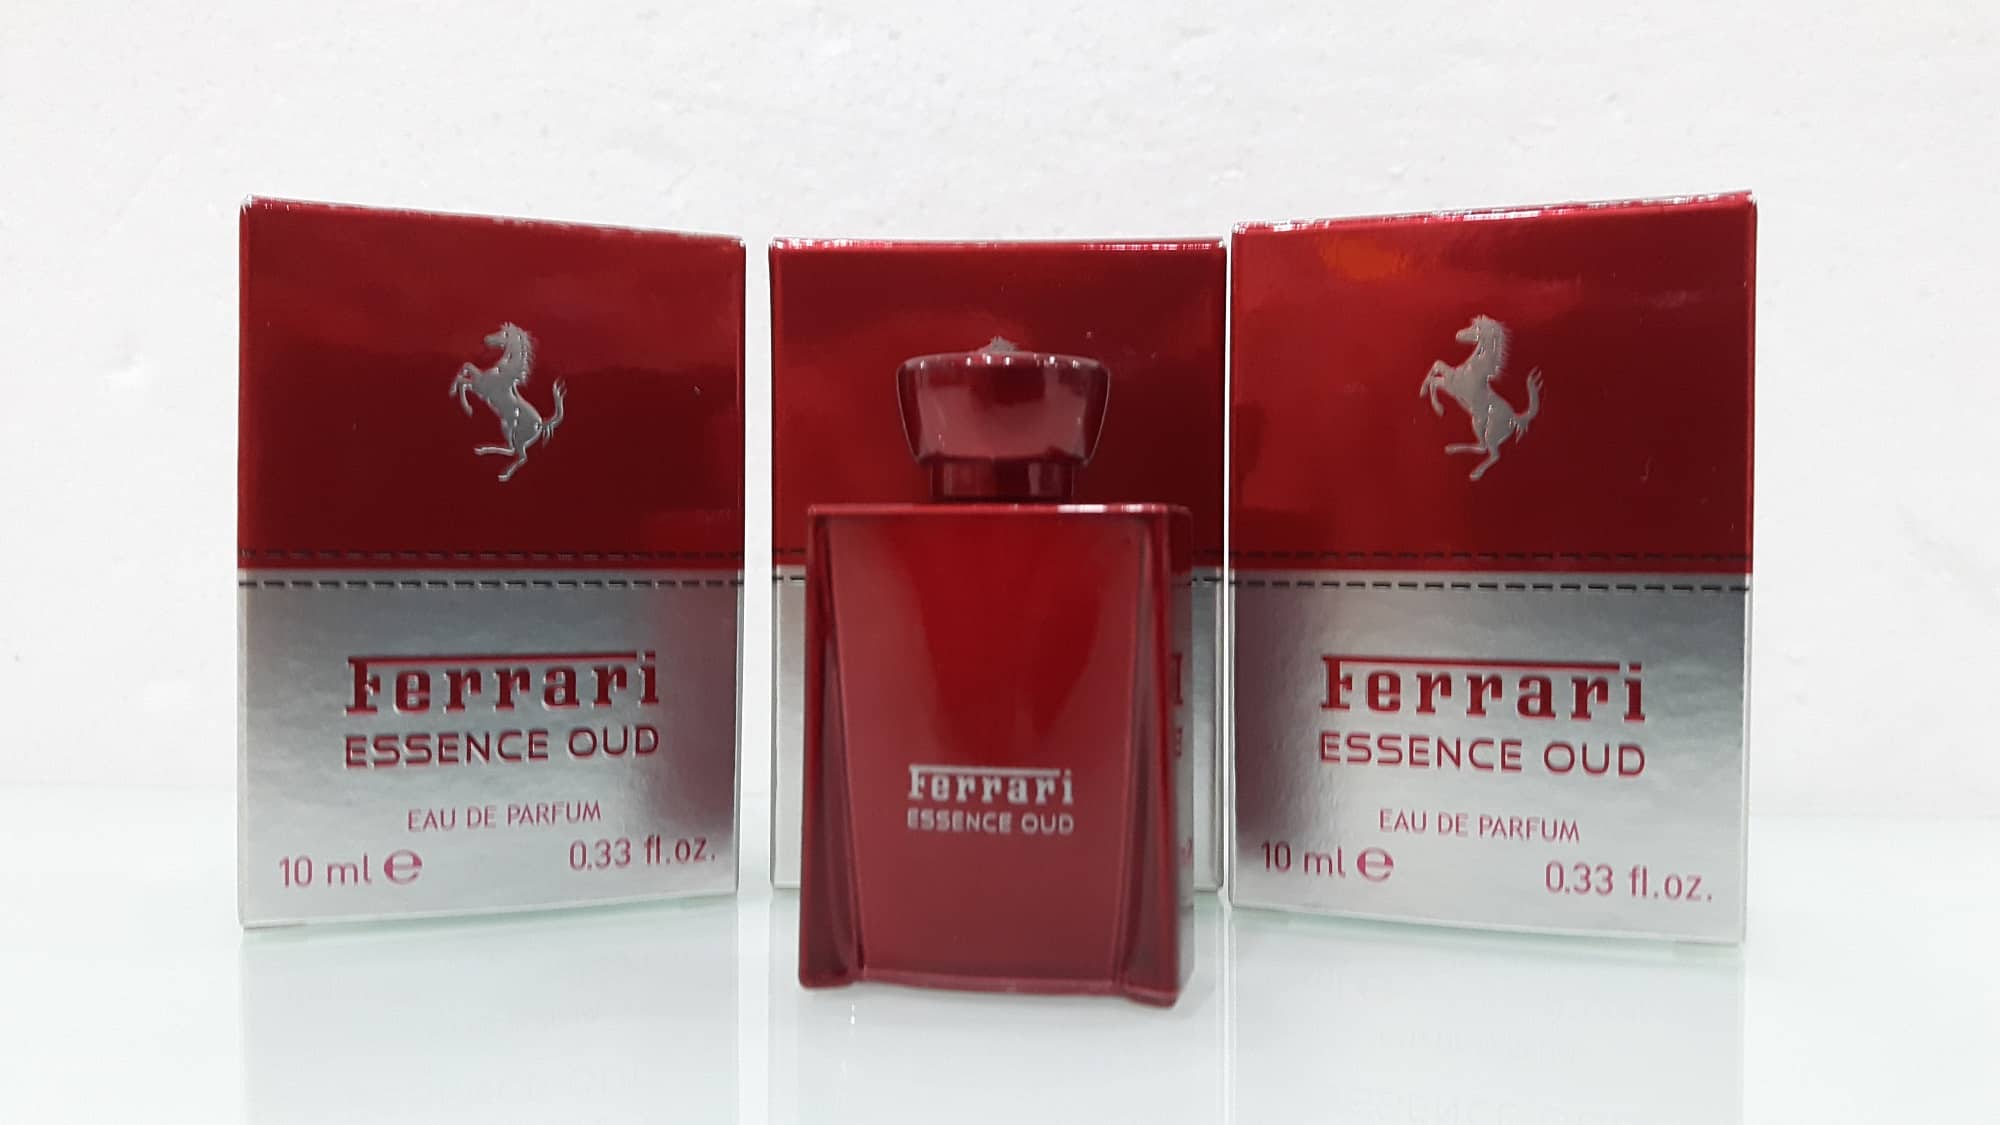 Ferrari
ESSENCE OUD
EAU DE PARFUM
10 ml e 0.33 fl.oz.
Ferrari
ESSENCE OUD
Ferrari
ESSENCE OUD
EAU DE PARFUM
10 ml e 0.33 fl.oz.